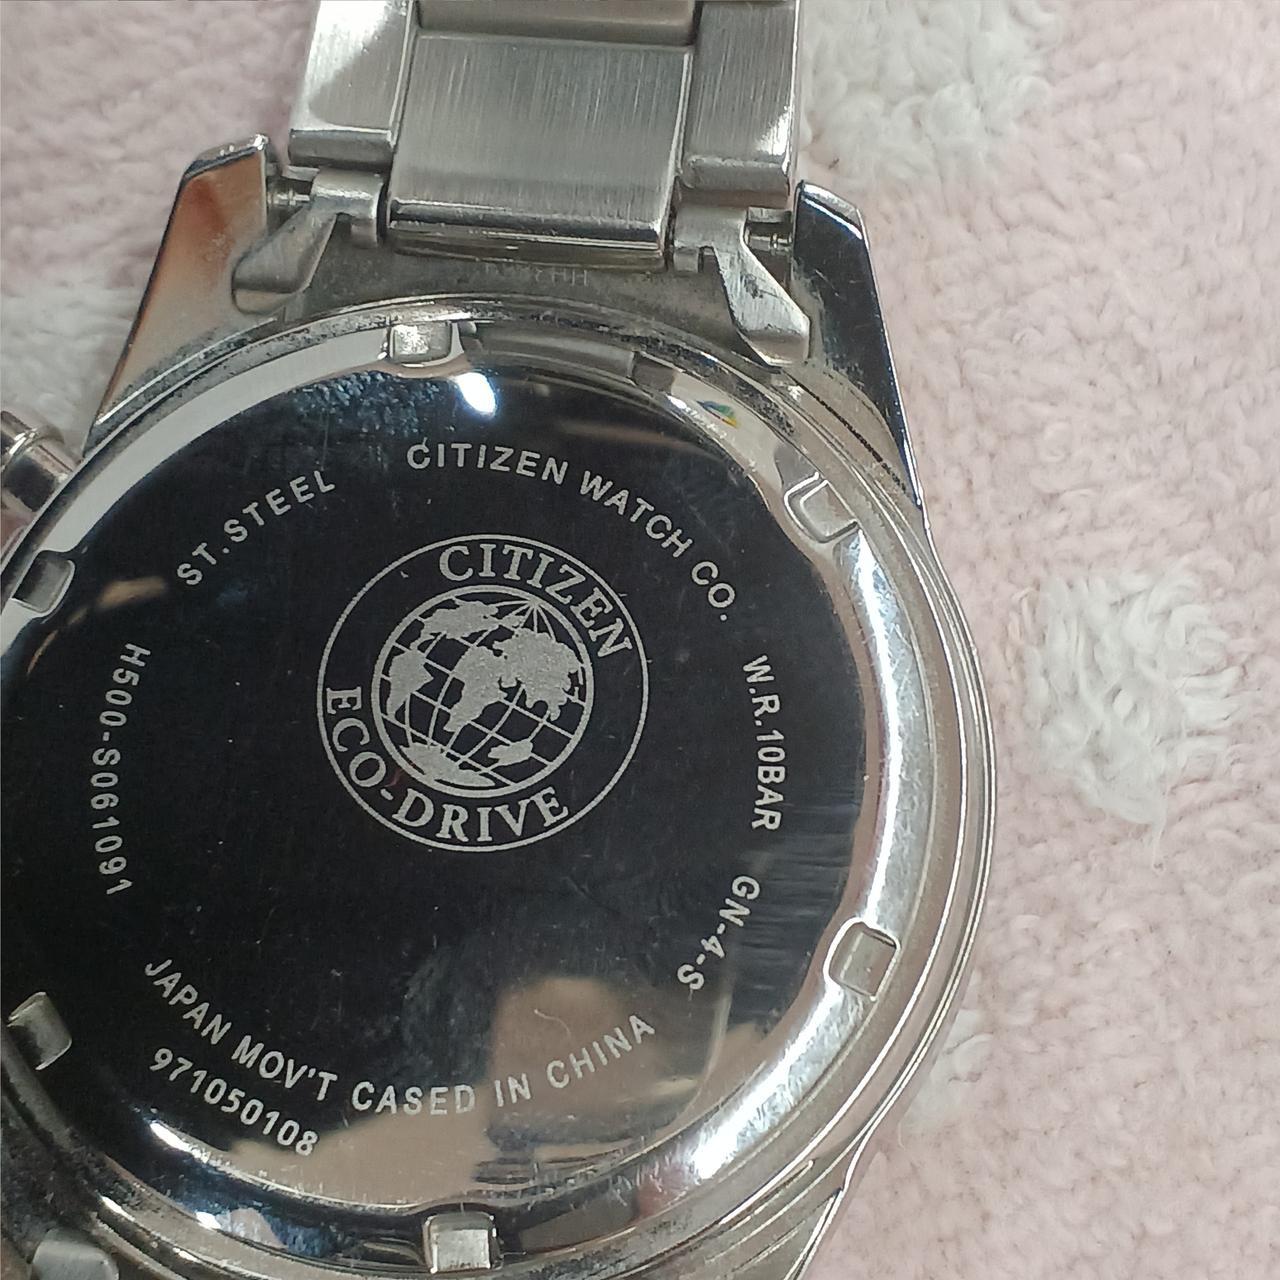 CITIZEN WATCH CO.
W.R.10BAR
GN-4-S
JAPAN MOV'T CASED IN CHINA
971050108
H500-S061091
ST.STEEL
CITIZEN
ECO-DRIVE